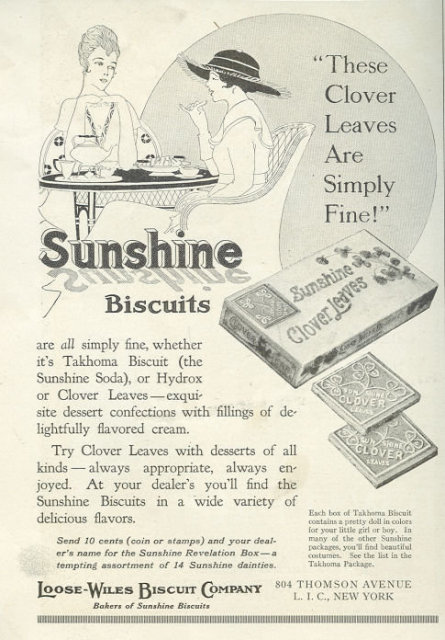 "These
Clover
Leaves
Are
Simply
Fine!"
Sunshine
Biscuits
Sunshine
Clover Leaves
SUNSHINE
CLOVER
LEAVES
SUNSHINE
CLOVER
LEAVES
are all simply fine, whether
it's Takhoma Biscuit (the
Sunshine Soda), or Hydrox
or Clover Leaves—exqui-
site dessert confections with fillings of de-
lightfully flavored cream.
Try Clover Leaves with desserts of all
kinds—always appropriate, always en-
joyed. At your dealer's you'll find the
Sunshine Biscuits in a wide variety of
delicious flavors.
Send 10 cents (coin or stamps) and your deal-
er's name for the Sunshine Revelation Box—a
tempting assortment of 14 Sunshine dainties.
Each box of Takhoma Biscuit
contains a pretty doll in colors
for your little girl or boy. In
many of the other Sunshine
packages, you'll find beautiful
costumes. See the list in the
Takhoma Package.
LOOSE-WILES BISCUIT COMPANY
Bakers of Sunshine Biscuits
804 THOMSON AVENUE
L. I. C., NEW YORK